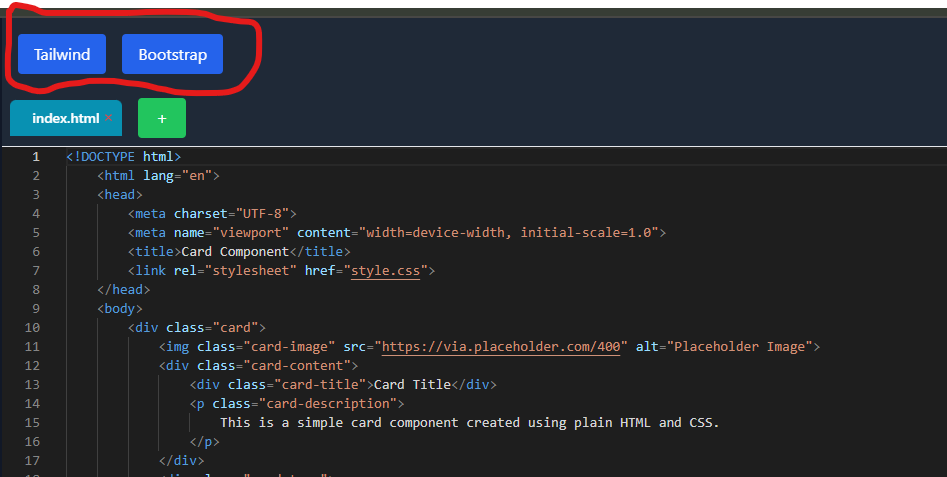 Tailwind Bootstrap
index.html × +
1 <!DOCTYPE html>
2 <html lang="en">
3 <head>
4 <meta charset="UTF-8">
5 <meta name="viewport" content="width=device-width, initial-scale=1.0">
6 <title>Card Component</title>
7 <link rel="stylesheet" href="style.css">
8 </head>
9 <body>
10 <div class="card">
11 <img class="card-image" src="https://via.placeholder.com/400" alt="Placeholder Image">
12 <div class="card-content">
13 <div class="card-title">Card Title</div>
14 <p class="card-description">
15 This is a simple card component created using plain HTML and CSS.
16 </p>
17 </div>